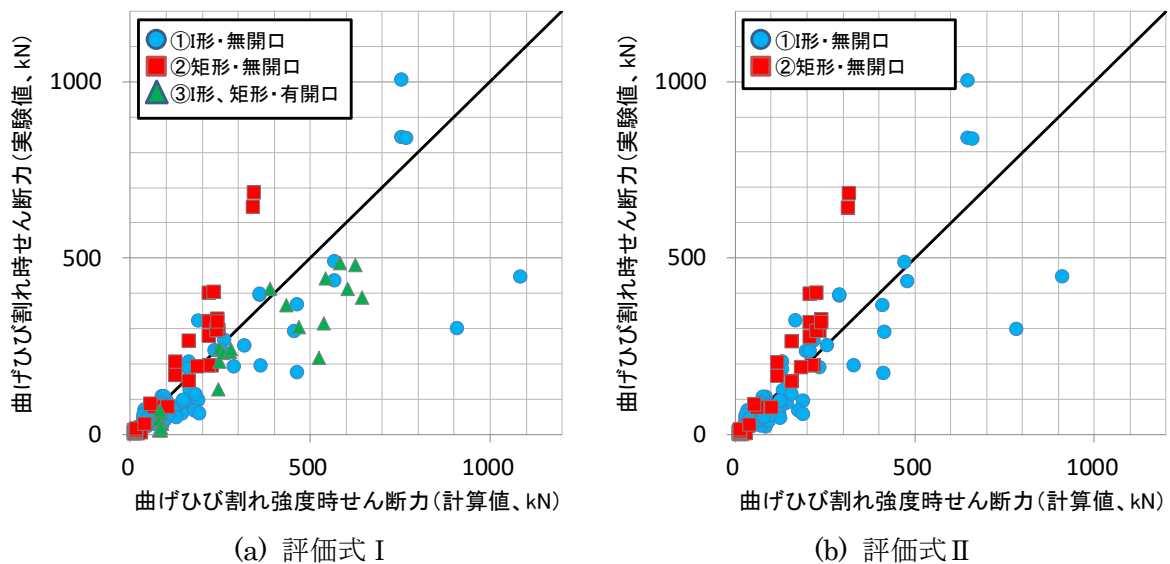 曲げひび割れ時せん断力(実験値、kN)
①I形・無開口
②矩形・無開口
③I形、矩形・有開口
1000
500
0
0 500 1000
曲げひび割れ強度時せん断力(計算値、kN)
(a) 評価式 I
曲げひび割れ時せん断力(実験値、kN)
①I形・無開口
②矩形・無開口
1000
500
0
0 500 1000
曲げひび割れ強度時せん断力(計算値、kN)
(b) 評価式Ⅱ